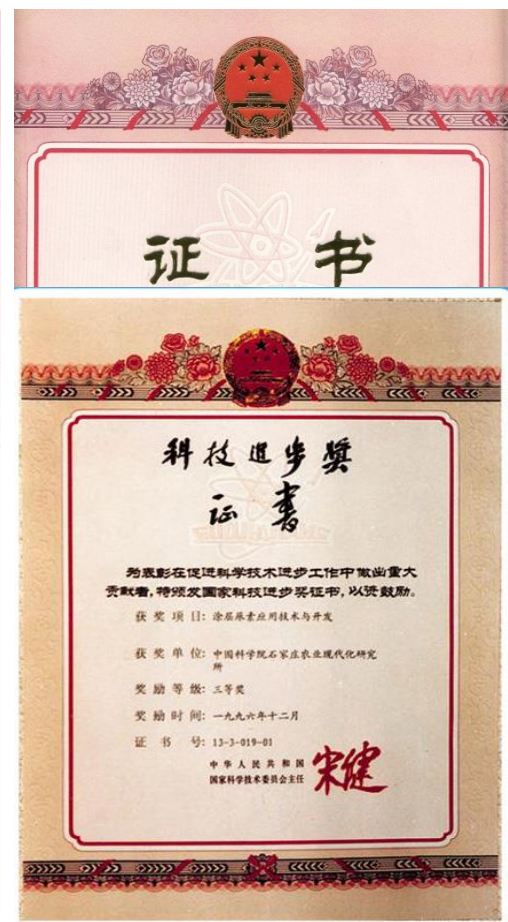 证 书
科技進步獎
证書
为表彰在促进科学技术进步工作中做出重大
贡献者，特颁发国家科技进步奖证书，以资鼓励。
获 奖 项 目：涂层尿素应用技术与开发
获 奖 单 位：中国科学院石家庄农业现代化研究
所
奖 励 等 级：三等奖
奖 励 时 间：一九九六年十二月
证 书 号：13-3-019-01
中 华 人 民 共 和 国
国家科学技术委员会主任
宋健